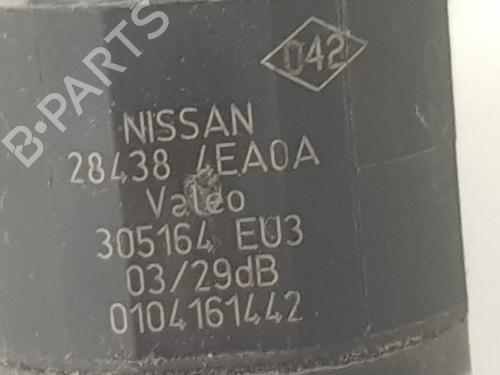 042
NISSAN
28438 4EA0A
Valeo
305164 EU3
03/29dB
0104161442
B-PARTS